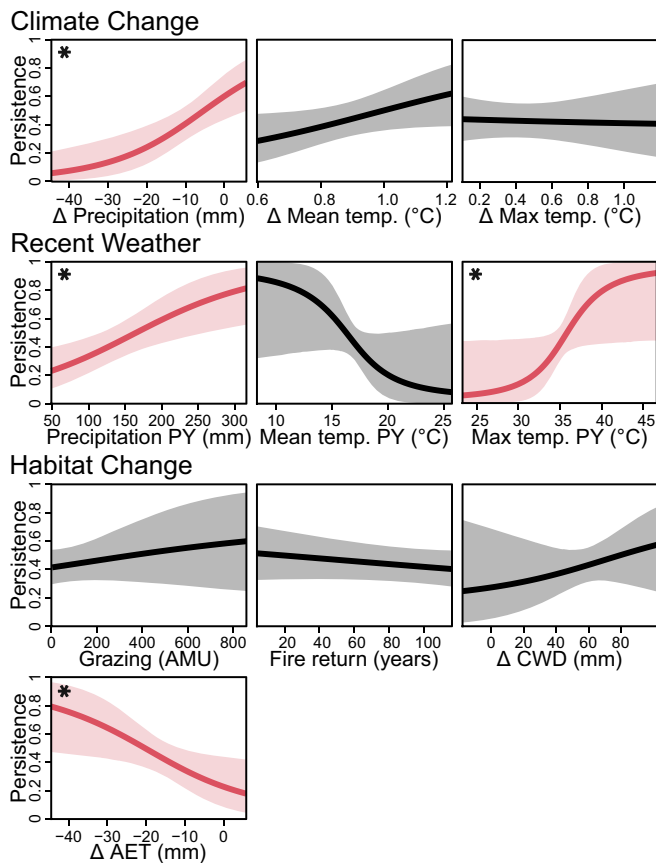 Climate Change
*
Persistence
0 0.2 0.4 0.6 0.8 1
−40 −30 −20 −10 0
Δ Precipitation (mm)
0.6 0.8 1.0 1.2
Δ Mean temp. (°C)
0.2 0.4 0.6 0.8 1.0
Δ Max temp. (°C)
Recent Weather
*
Persistence
0 0.2 0.4 0.6 0.8 1
50 100 150 200 250 300
Precipitation PY (mm)
10 15 20 25
Mean temp. PY (°C)
*
25 30 35 40 45
Max temp. PY (°C)
Habitat Change
Persistence
0 0.2 0.4 0.6 0.8 1
0 200 400 600 800
Grazing (AMU)
20 40 60 80 100
Fire return (years)
0 20 40 60 80
Δ CWD (mm)
*
Persistence
0 0.2 0.4 0.6 0.8 1
−40 −30 −20 −10 0
Δ AET (mm)